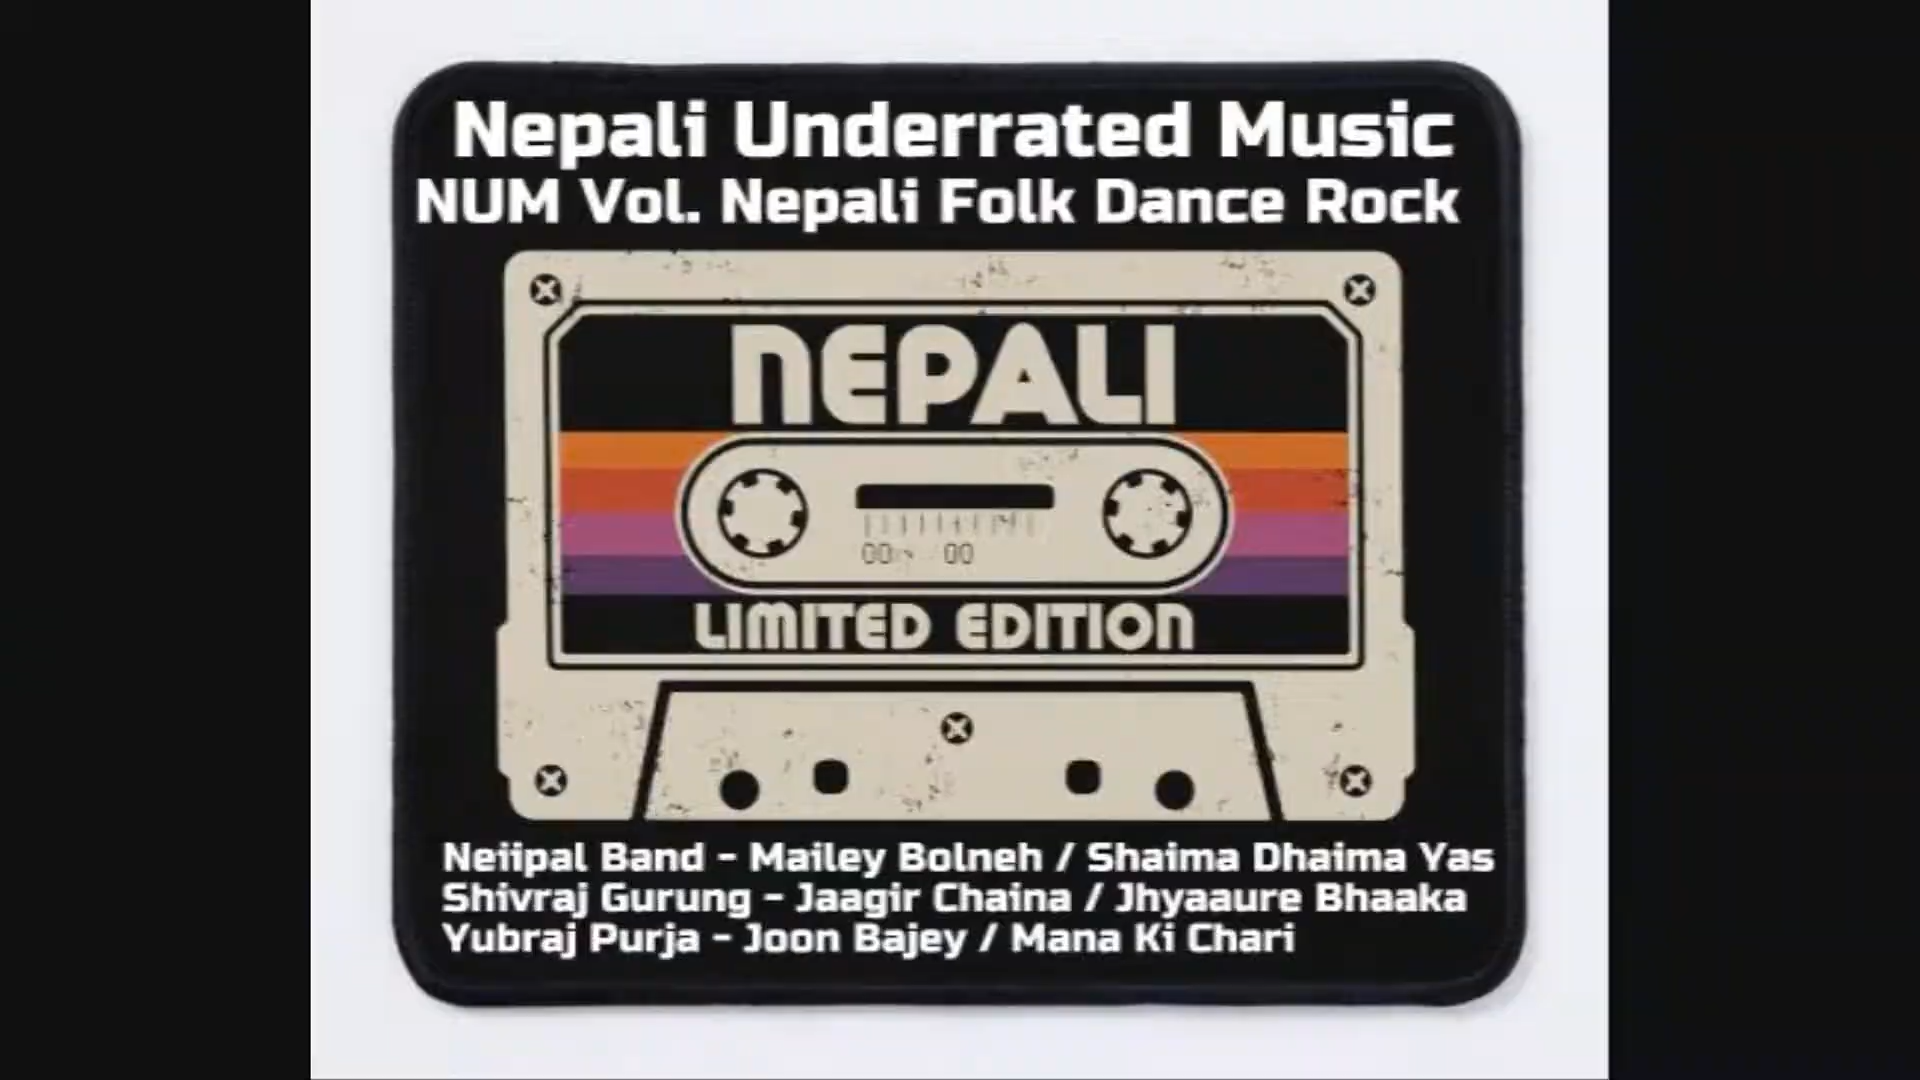 Nepali Underrated Music
NUM Vol. Nepali Folk Dance Rock
NEPALI
00 00
LIMITED EDITION
Neiipal Band - Mailey Bolneh / Shaima Dhaima Yas
Shivraj Gurung - Jaagir Chaina / Jhyaaure Bhaaka
Yubraj Purja - Joon Bajey / Mana Ki Chari